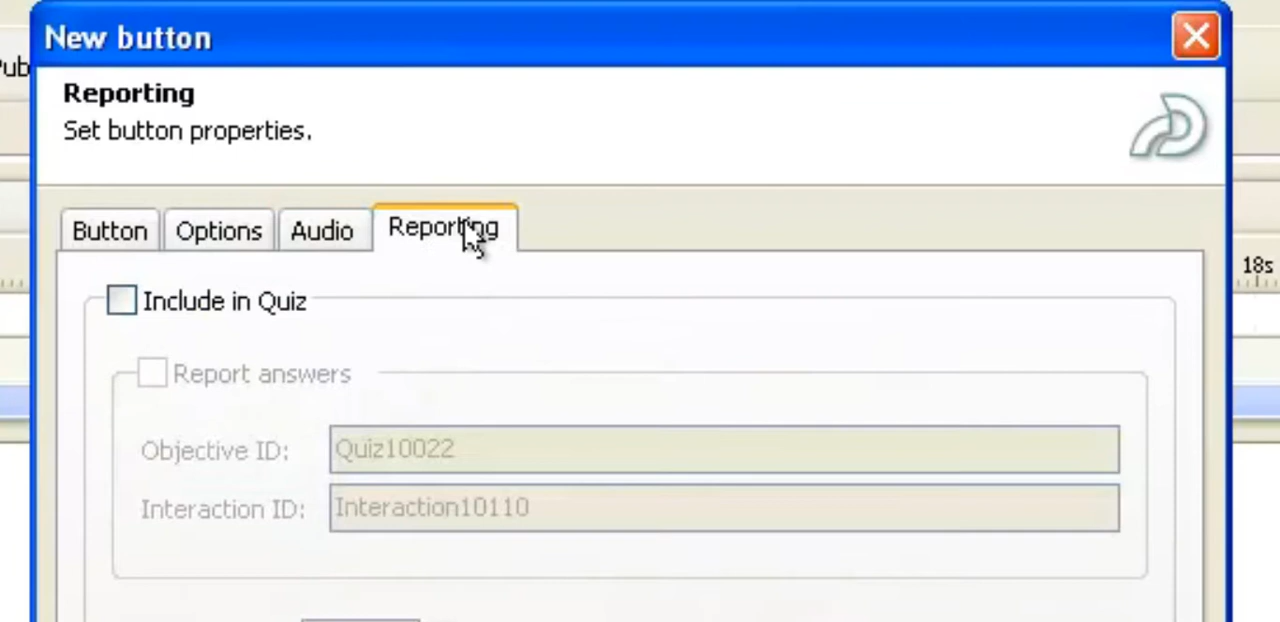 New button
Pub
Reporting
Set button properties.
Button Options Audio Reporting
18s
Include in Quiz
Report answers
Objective ID: Quiz10022
Interaction ID: Interaction10110